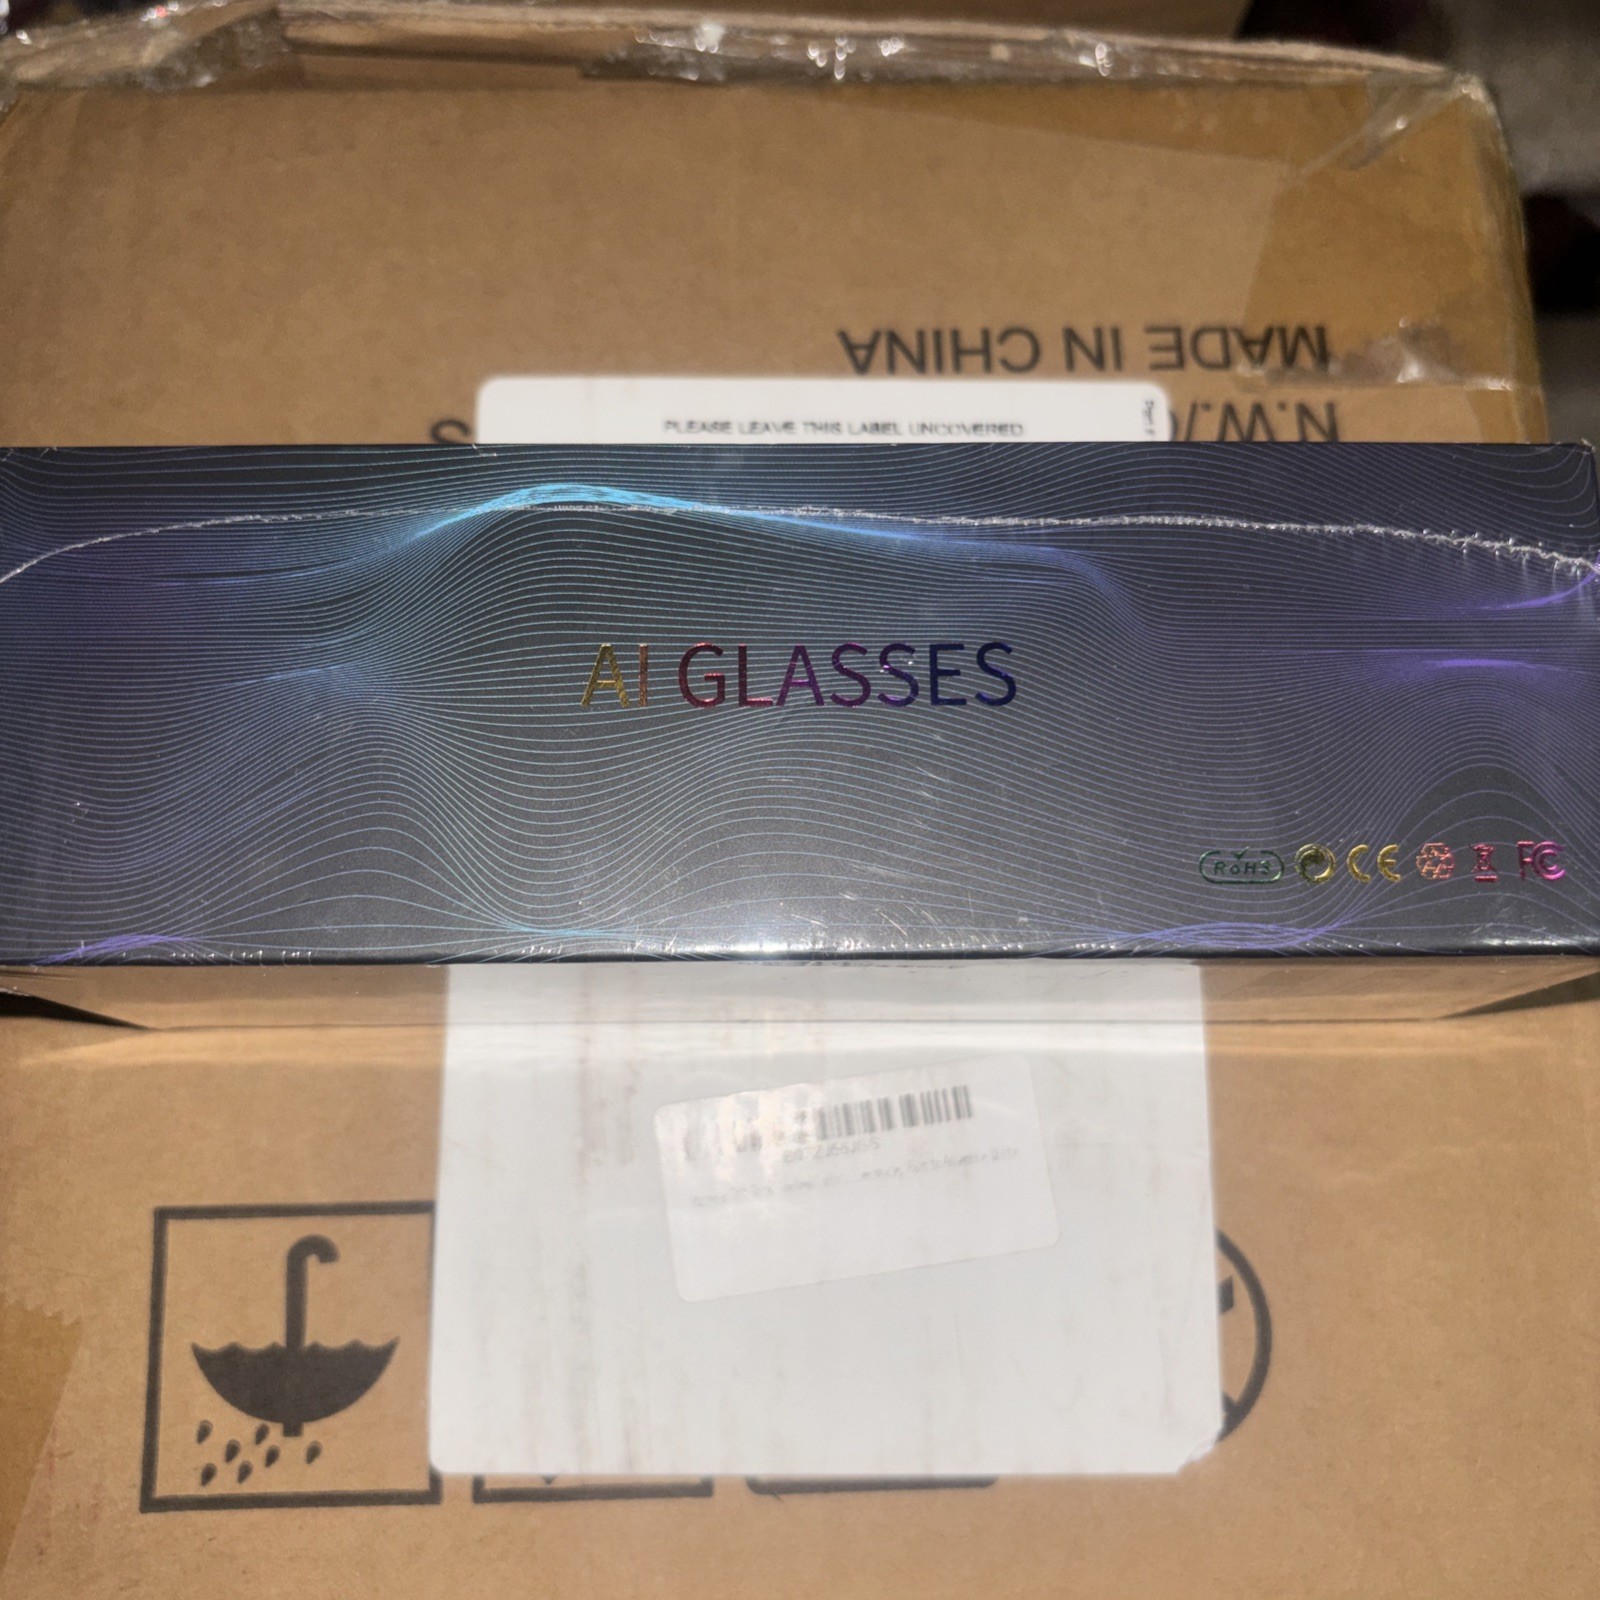 MADE IN CHINA
N.W./
S
PLEASE LEAVE THIS LABEL UNCOVERED
AI GLASSES
RoHS CE FC